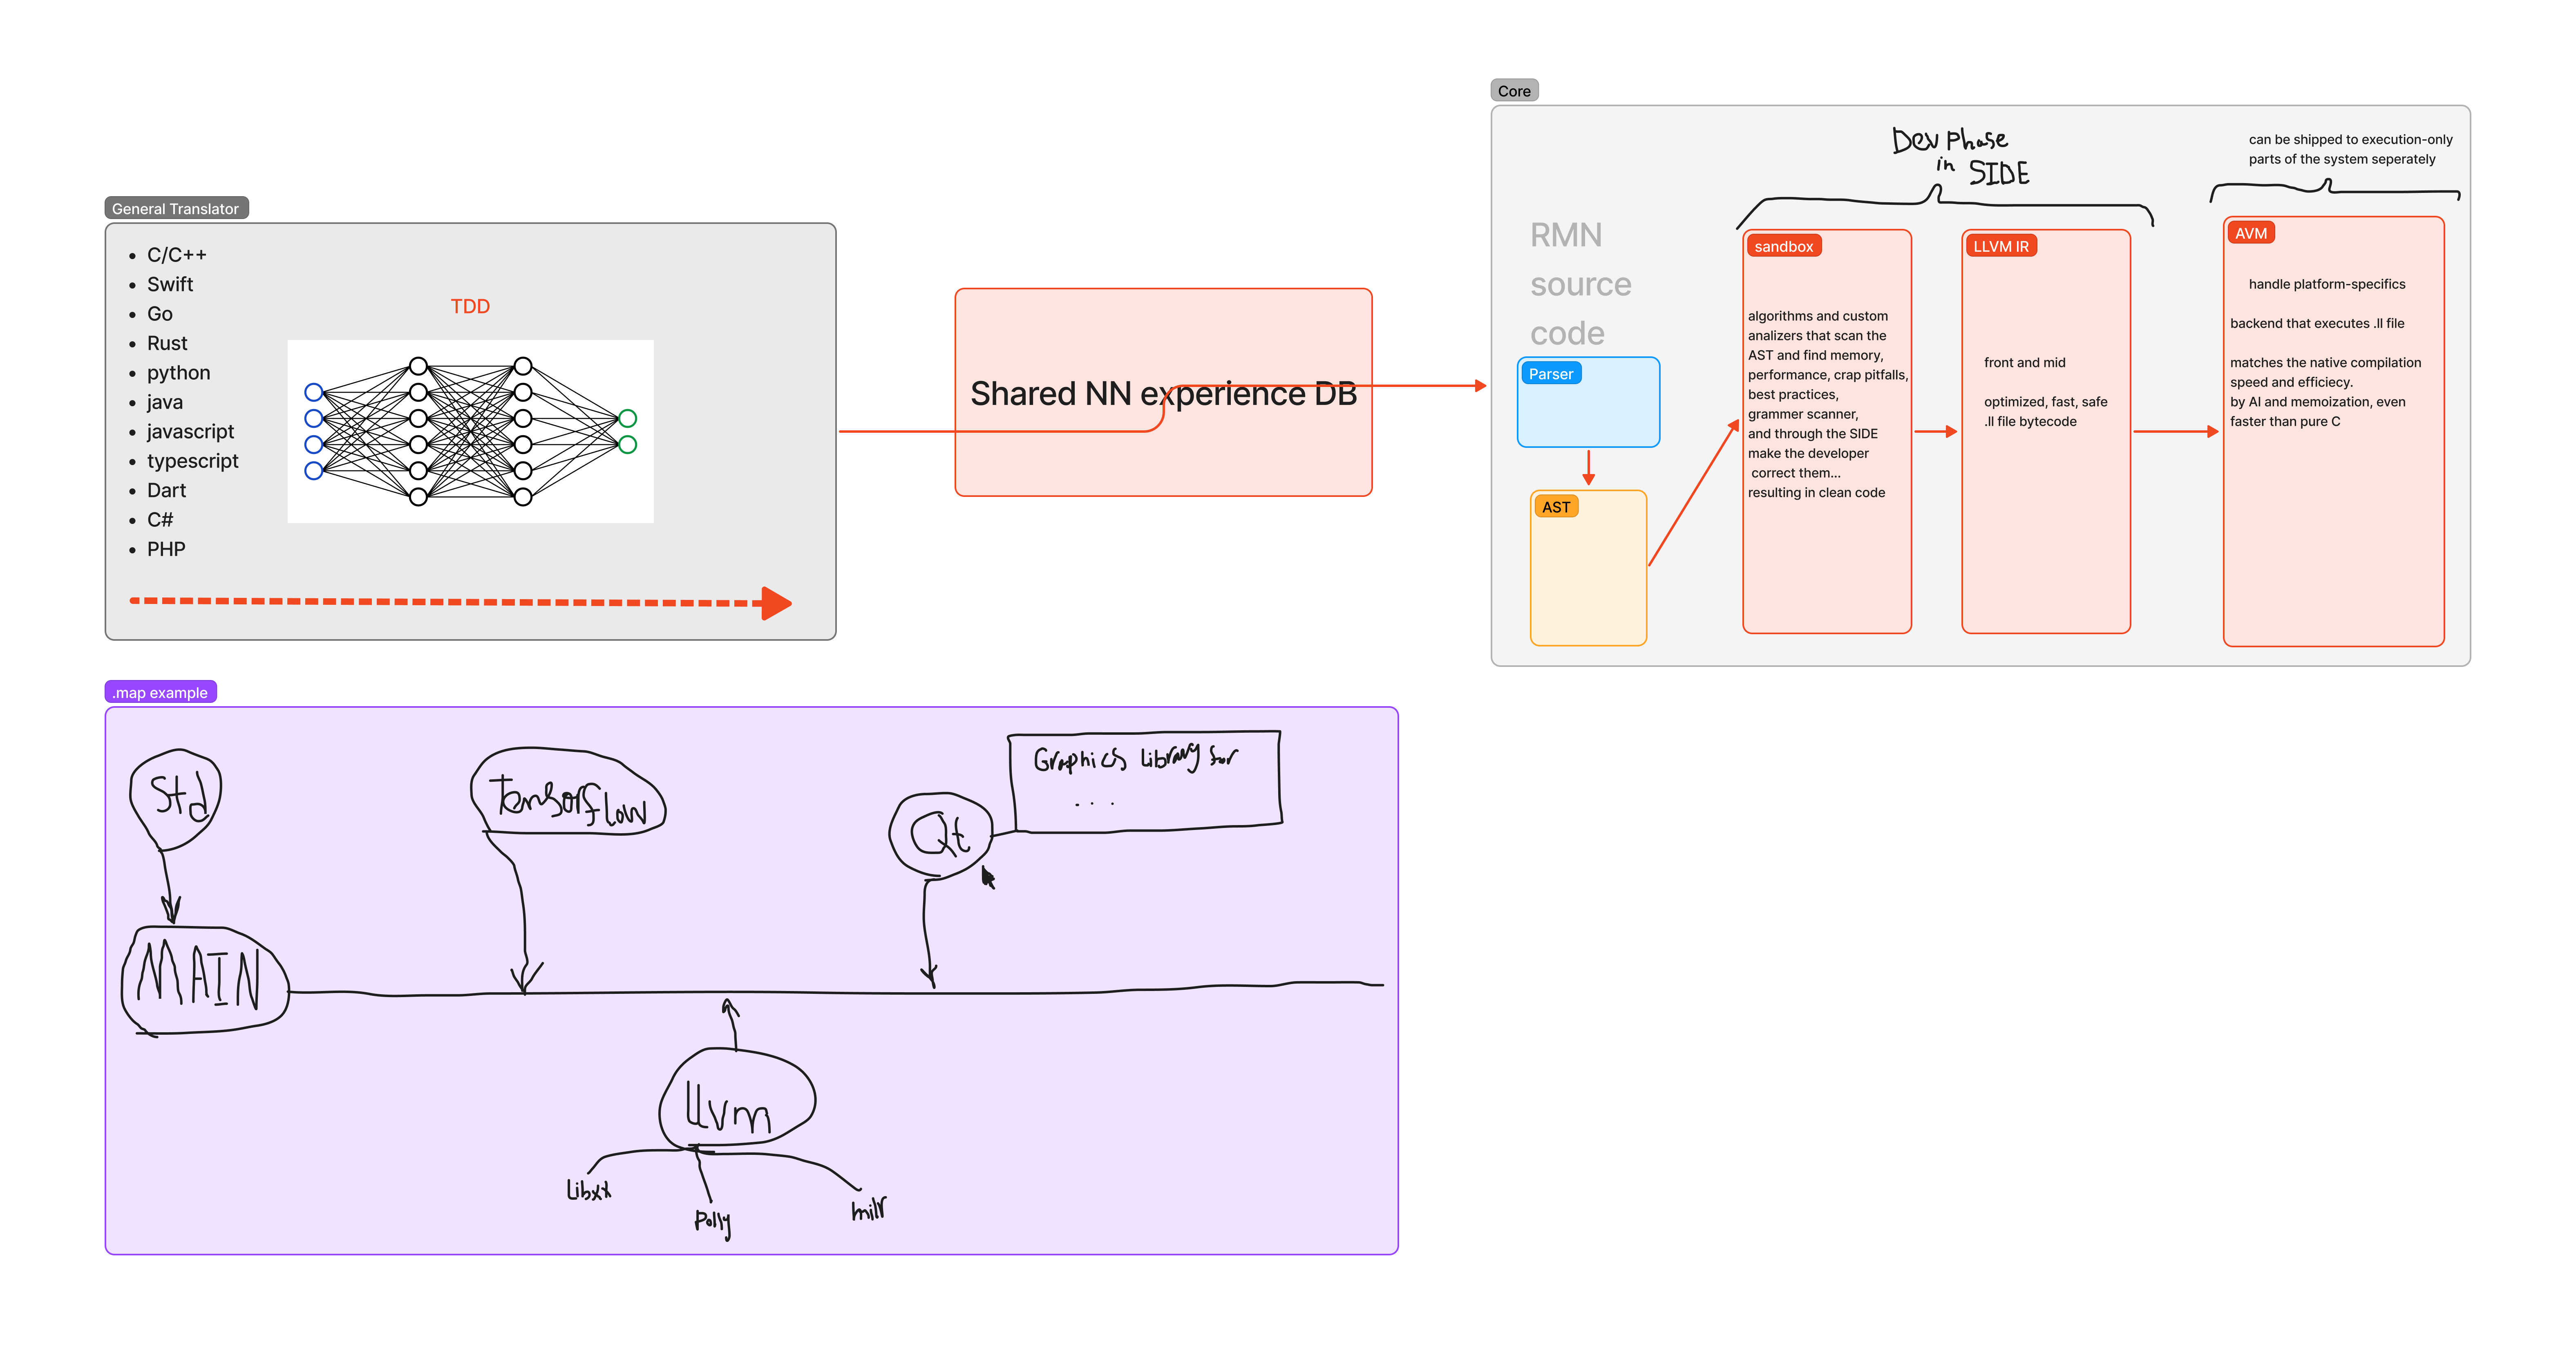 Core
Dev Phase
in SIDE
can be shipped to execution-only
parts of the system seperately
General Translator
C/C++
Swift
Go
Rust
python
java
javascript
typescript
Dart
C#
PHP
TDD
Shared NN experience DB
RMN
source
code
Parser
AST
sandbox
algorithms and custom
analizers that scan the
AST and find memory,
performance, crap pitfalls,
best practices,
grammer scanner,
and through the SIDE
make the developer
correct them...
resulting in clean code
LLVM IR
front and mid
optimized, fast, safe
.ll file bytecode
AVM
handle platform-specifics
backend that executes .ll file
matches the native compilation
speed and efficiecy.
by AI and memoization, even
faster than pure C
.map example
Std
Tensorflow
Qt
Graphics Library for
...
MAIN
llvm
Libxx
Polly
milr